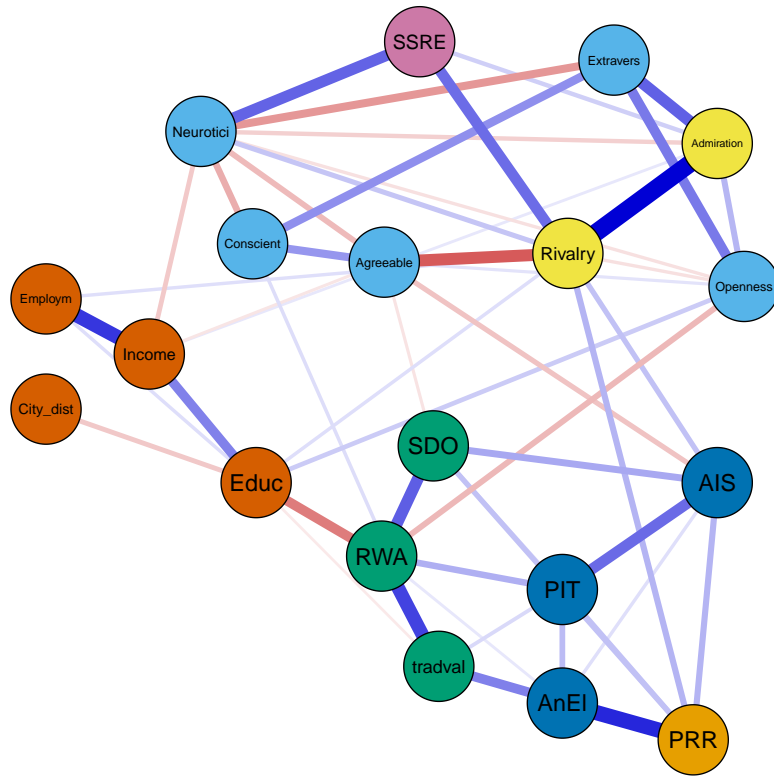 SSRE
Extravers
Neurotici
Admiration
Conscient
Agreeable
Rivalry
Openness
Employm
Income
City_dist
SDO
Educ
AIS
RWA
PIT
tradval
AnEl
PRR